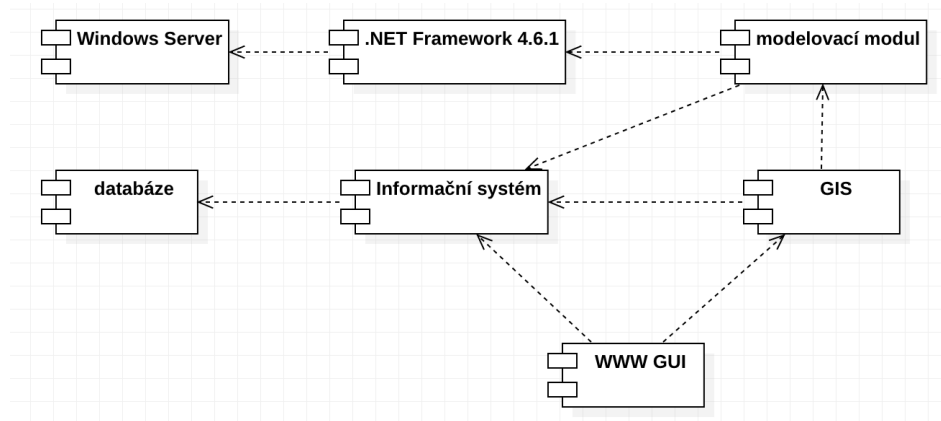 Windows Server
.NET Framework 4.6.1
modelovací modul
databáze
Informační systém
GIS
WWW GUI